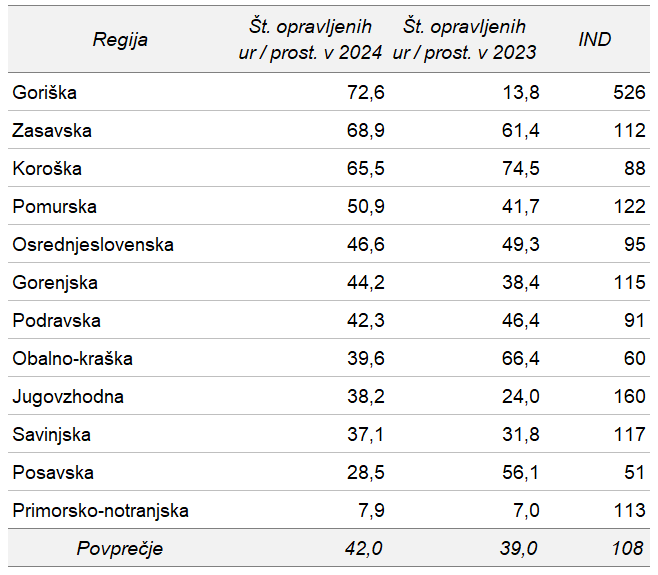 Regija Št. opravljenih ur / prost. v 2024 Št. opravljenih ur / prost. v 2023 IND
Goriška 72,6 13,8 526
Zasavska 68,9 61,4 112
Koroška 65,5 74,5 88
Pomurska 50,9 41,7 122
Osrednjeslovenska 46,6 49,3 95
Gorenjska 44,2 38,4 115
Podravska 42,3 46,4 91
Obalno-kraška 39,6 66,4 60
Jugovzhodna 38,2 24,0 160
Savinjska 37,1 31,8 117
Posavska 28,5 56,1 51
Primorsko-notranjska 7,9 7,0 113
Povprečje 42,0 39,0 108